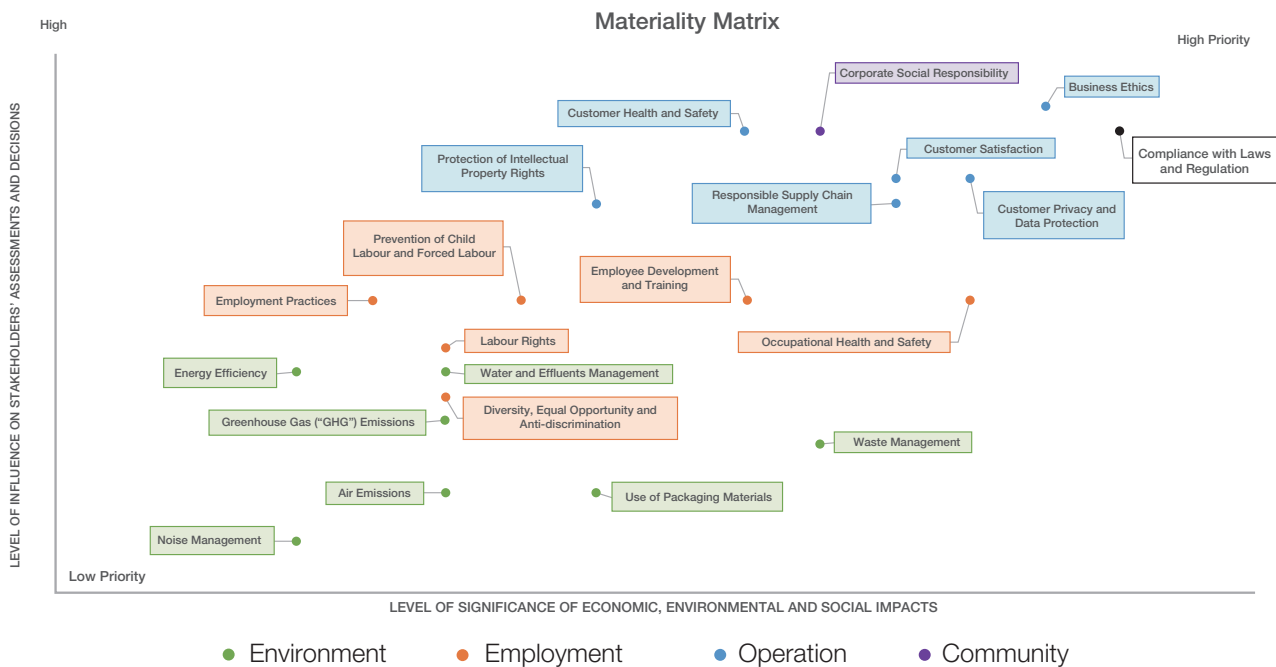 Materiality Matrix
High
High Priority
LEVEL OF INFLUENCE ON STAKEHOLDERS' ASSESSMENTS AND DECISIONS
Corporate Social Responsibility
Business Ethics
Customer Health and Safety
Customer Satisfaction
Compliance with Laws
and Regulation
Protection of Intellectual
Property Rights
Responsible Supply Chain
Management
Customer Privacy and
Data Protection
Prevention of Child
Labour and Forced Labour
Employee Development
and Training
Employment Practices
Labour Rights
Occupational Health and Safety
Energy Efficiency
Water and Effluents Management
Greenhouse Gas (“GHG”) Emissions
Diversity, Equal Opportunity and
Anti-discrimination
Waste Management
Air Emissions
Use of Packaging Materials
Noise Management
Low Priority
LEVEL OF SIGNIFICANCE OF ECONOMIC, ENVIRONMENTAL AND SOCIAL IMPACTS
Environment
Employment
Operation
Community